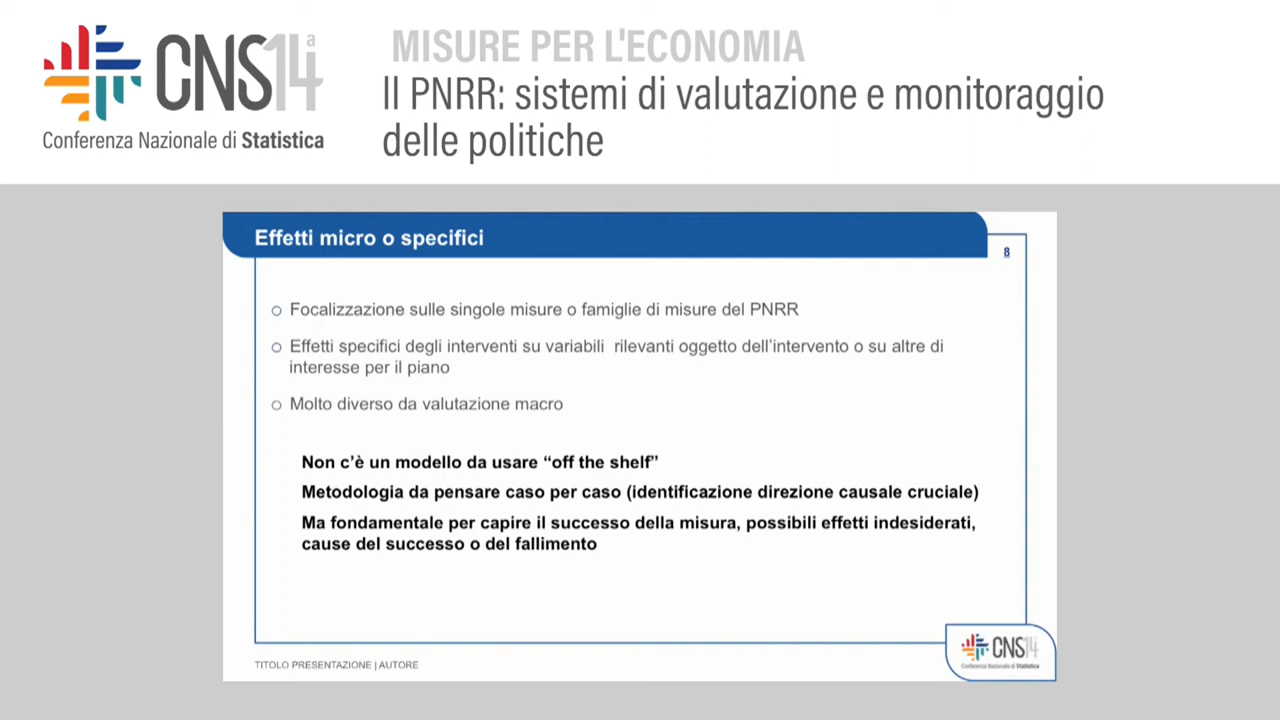 CNS14ª
Conferenza Nazionale di Statistica
MISURE PER L'ECONOMIA
Il PNRR: sistemi di valutazione e monitoraggio
delle politiche
Effetti micro o specifici
8
Focalizzazione sulle singole misure o famiglie di misure del PNRR
Effetti specifici degli interventi su variabili rilevanti oggetto dell'intervento o su altre di
interesse per il piano
Molto diverso da valutazione macro
Non c'è un modello da usare “off the shelf”
Metodologia da pensare caso per caso (identificazione direzione causale cruciale)
Ma fondamentale per capire il successo della misura, possibili effetti indesiderati,
cause del successo o del fallimento
TITOLO PRESENTAZIONE | AUTORE
CNS14
Conferenza Nazionale di Statistica